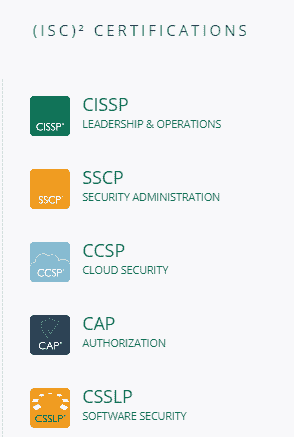 (ISC)² CERTIFICATIONS
CISSP
LEADERSHIP & OPERATIONS
CISSP®
SSCP
SECURITY ADMINISTRATION
SSCP®
CCSP
CLOUD SECURITY
CCSP®
CAP
AUTHORIZATION
CAP®
CSSLP
SOFTWARE SECURITY
CSSLP®